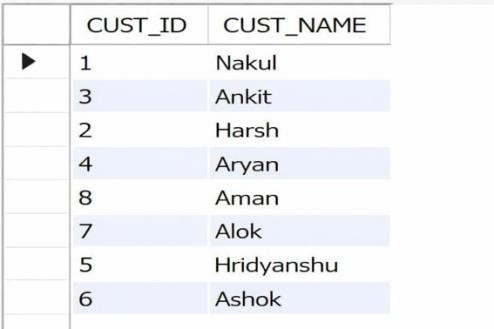 CUST_ID CUST_NAME
1 Nakul
3 Ankit
2 Harsh
4 Aryan
8 Aman
7 Alok
5 Hridyanshu
6 Ashok